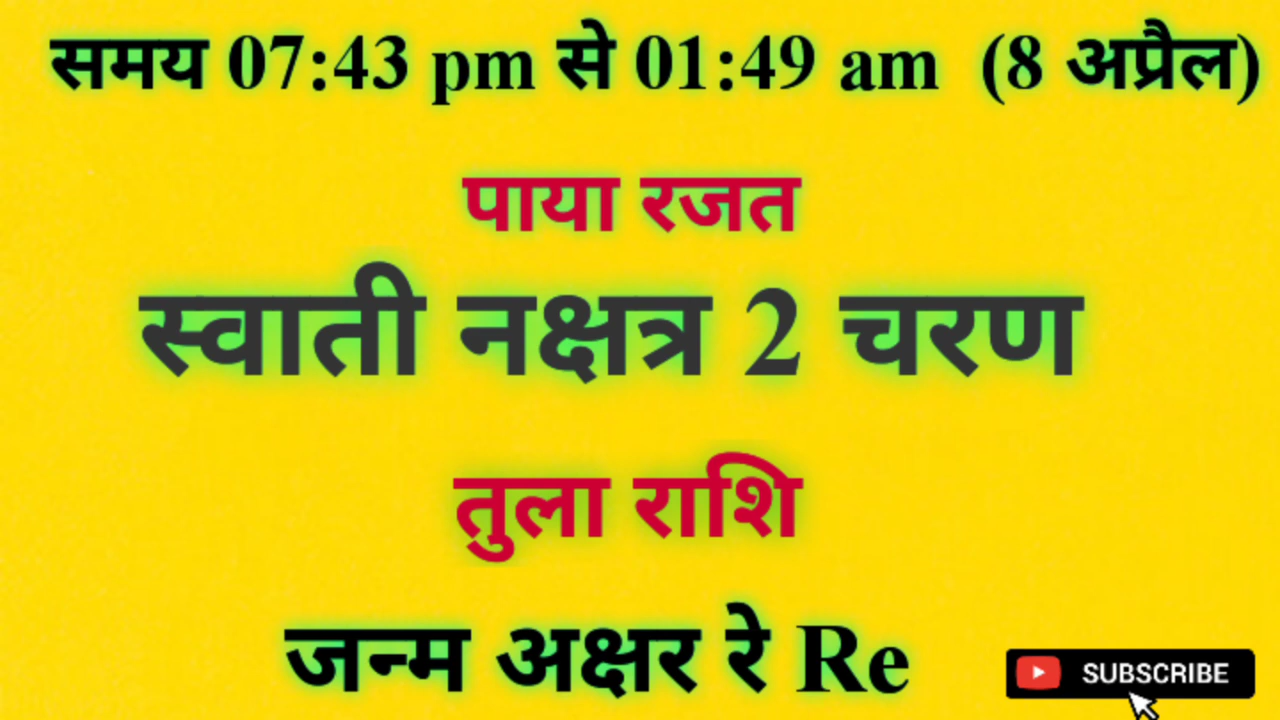 समय 07:43 pm से 01:49 am (8 अप्रैल)
पाया रजत
स्वाती नक्षत्र 2 चरण
तुला राशि
जन्म अक्षर रे Re
SUBSCRIBE